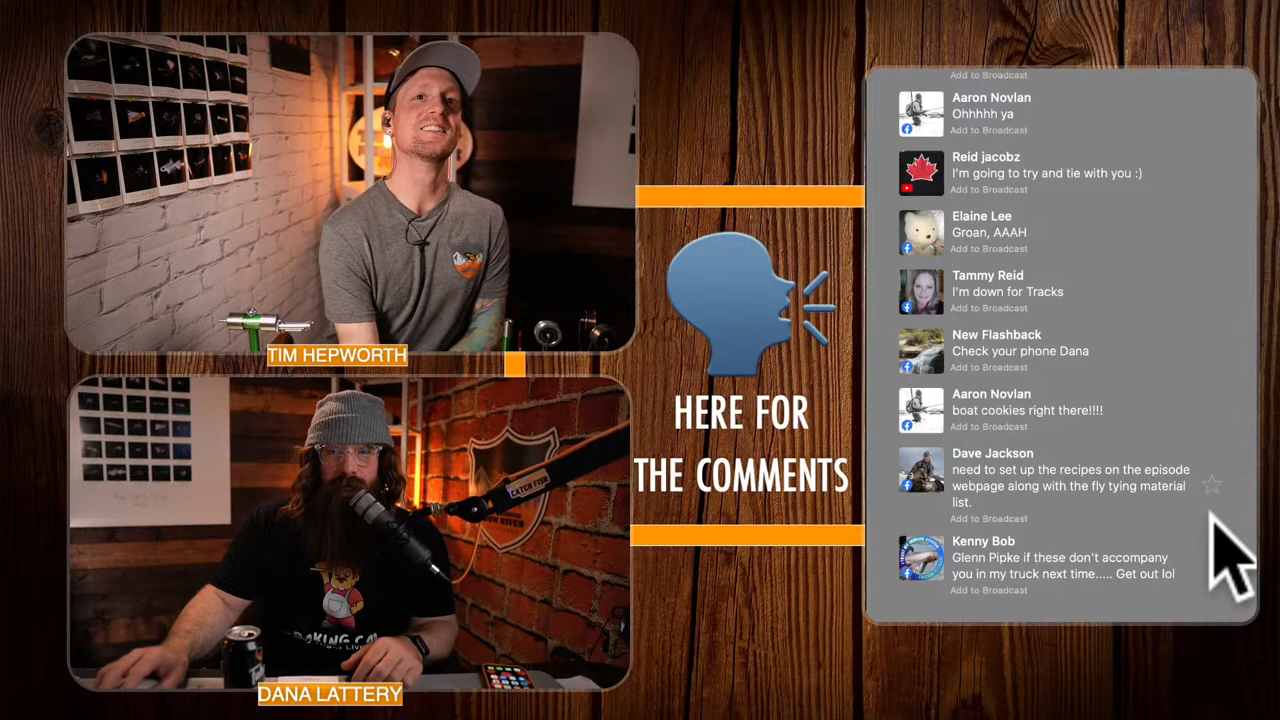 TIM HEPWORTH
CATCH FISH
DANA LATTERY
HERE FOR
THE COMMENTS
Add to Broadcast
Aaron Novlan
Ohhhhh ya
Add to Broadcast
Reid jacobz
I'm going to try and tie with you :)
Add to Broadcast
Elaine Lee
Groan, AAAH
Add to Broadcast
Tammy Reid
I'm down for Tracks
Add to Broadcast
New Flashback
Check your phone Dana
Add to Broadcast
Aaron Novlan
boat cookies right there!!!!
Add to Broadcast
Dave Jackson
need to set up the recipes on the episode
webpage along with the fly tying material
list.
Add to Broadcast
Kenny Bob
Glenn Pipke if these don't accompany
you in my truck next time..... Get out lol
Add to Broadcast